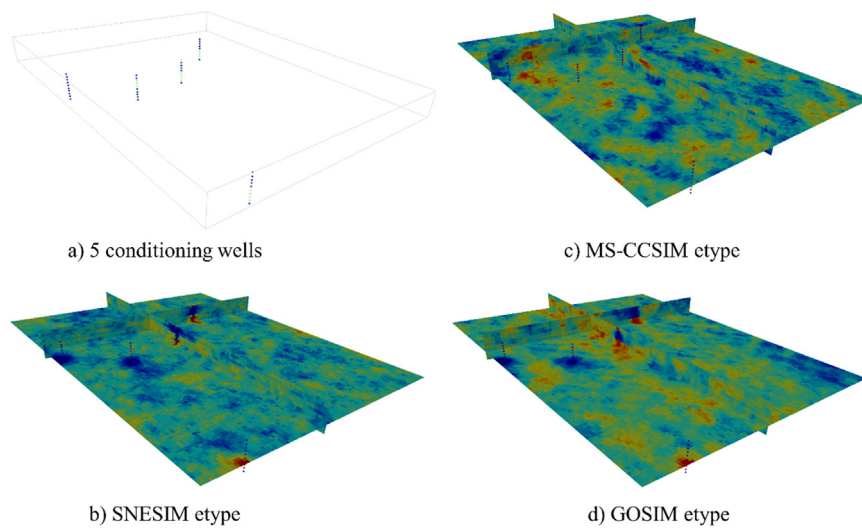 a) 5 conditioning wells
c) MS-CCSIM etype
b) SNESIM etype
d) GOSIM etype